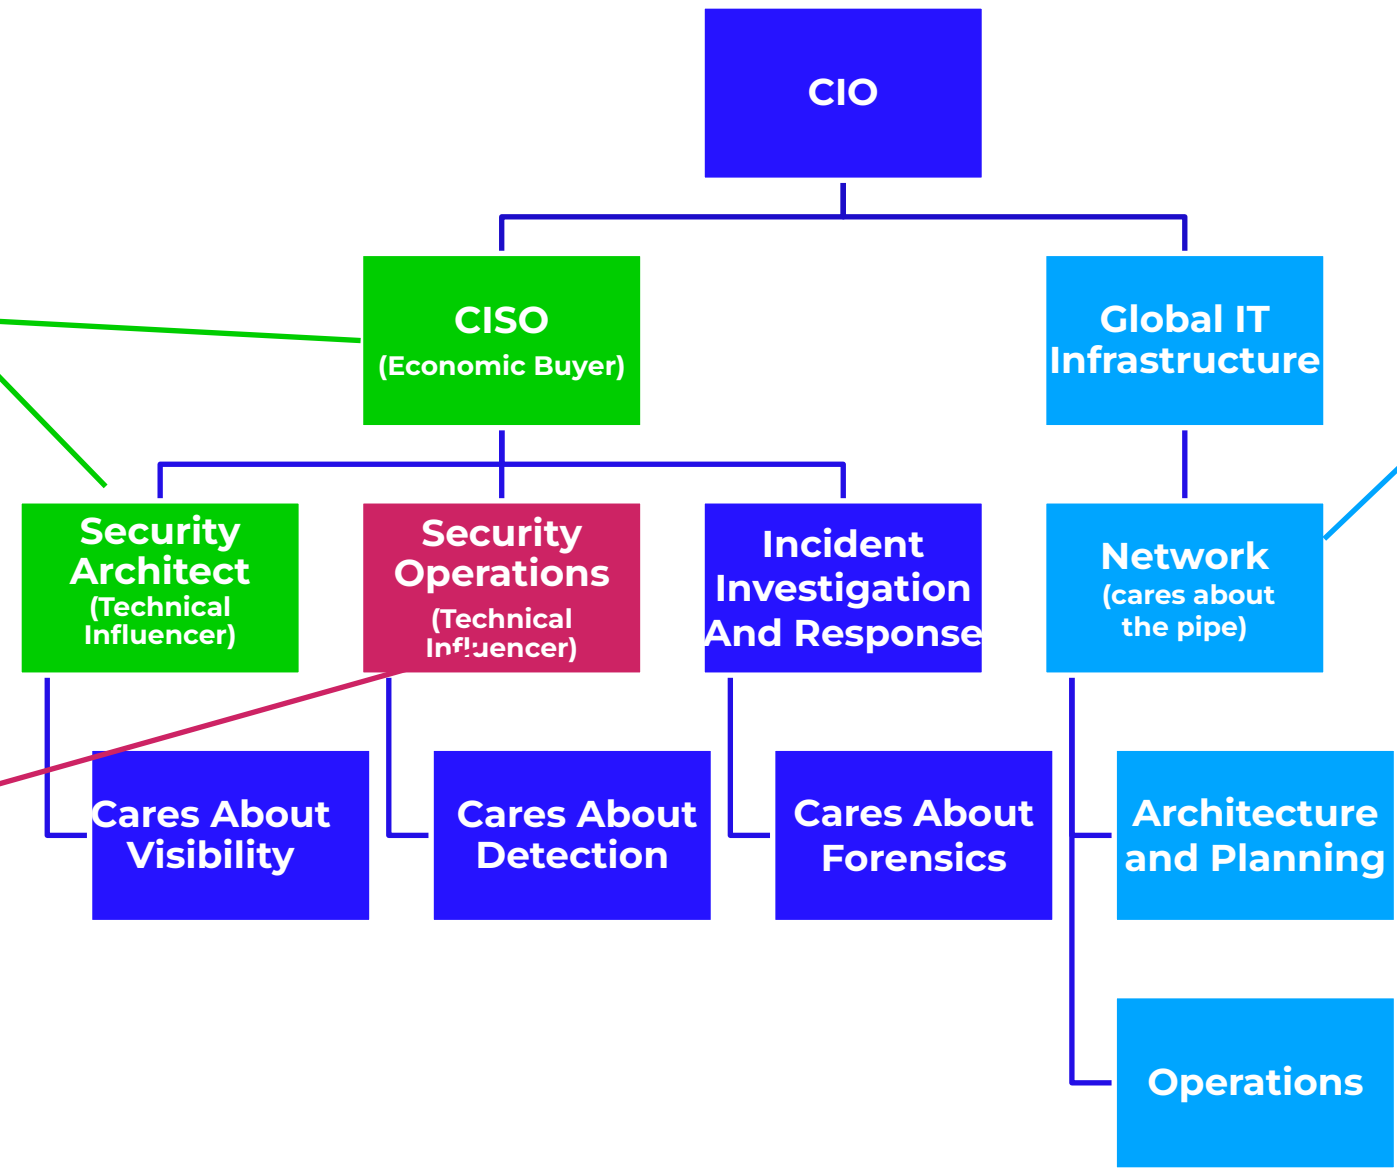 CIO
CISO
(Economic Buyer)
Global IT
Infrastructure
Security
Architect
(Technical
Influencer)
Security
Operations
(Technical
Influencer)
Incident
Investigation
And Response
Network
(cares about
the pipe)
Cares About
Visibility
Cares About
Detection
Cares About
Forensics
Architecture
and Planning
Operations